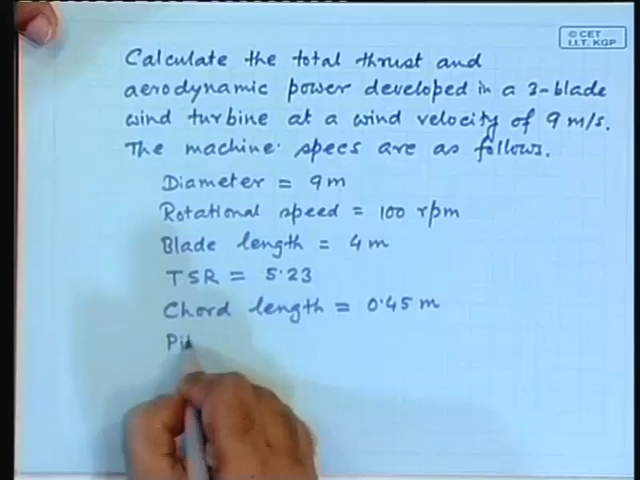 © CET
I.I.T. KGP
Calculate the total thrust and
aerodynamic power developed in a 3-blade
wind turbine at a wind velocity of 9 m/s.
The machine specs are as follows.
Diameter = 9m
Rotational speed = 100 rpm
Blade length = 4 m
TSR = 5.23
Chord length = 0.45 m
Pi